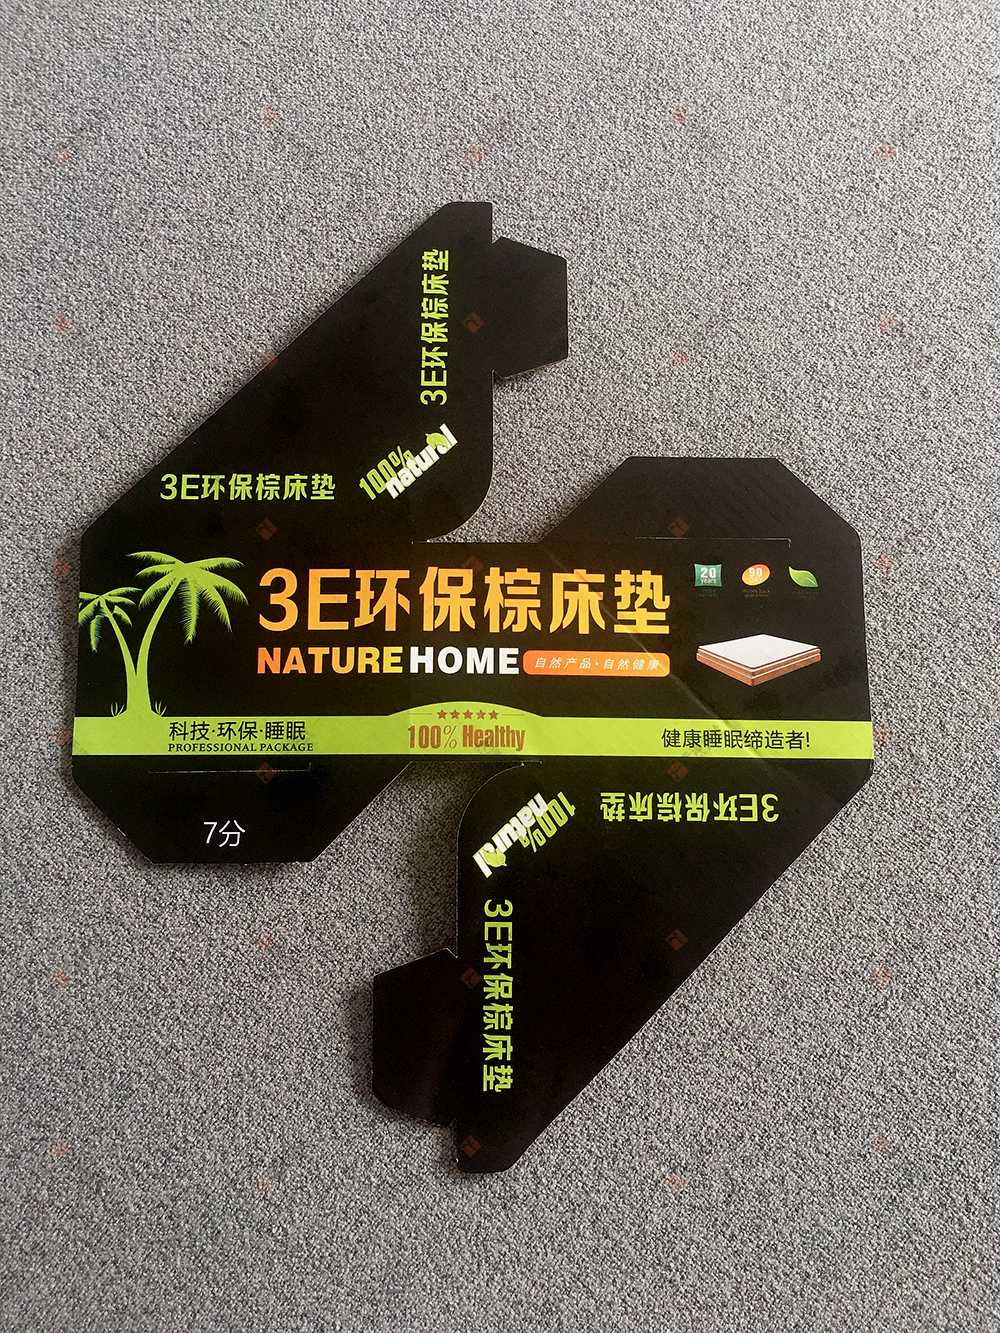 3E环保棕床垫
3E环保棕床垫
100%
natural
3E环保棕床垫
NATURE HOME
自然产品·自然健康
20
years
90
科技·环保·睡眠
PROFESSIONAL PACKAGE
★★★★★
100% Healthy
健康睡眠缔造者!
7分
100%
natural
3E环保棕床垫
3E环保棕床垫